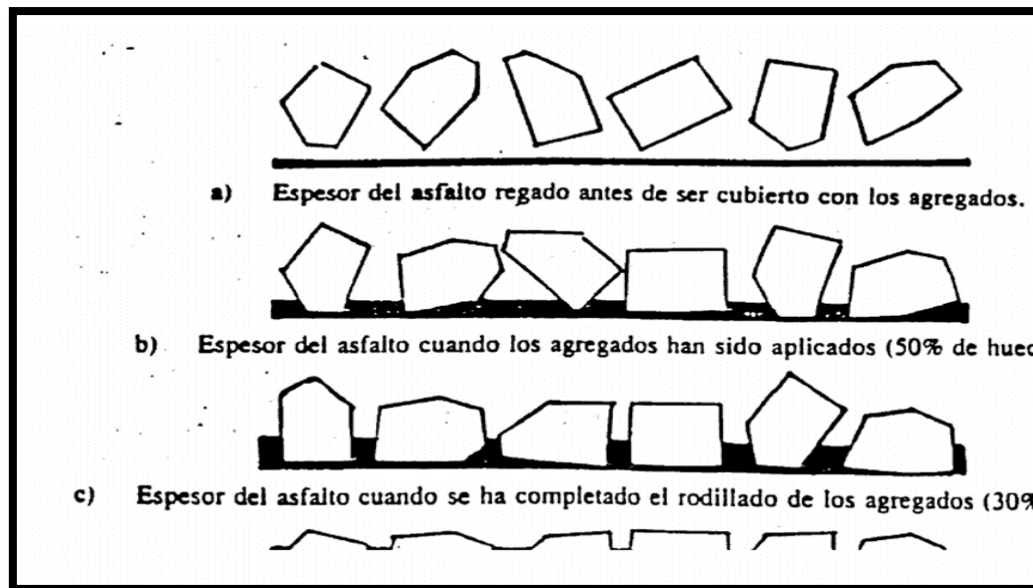 a) Espesor del asfalto regado antes de ser cubierto con los agregados.
b) Espesor del asfalto cuando los agregados han sido aplicados (50% de huec
c) Espesor del asfalto cuando se ha completado el rodillado de los agregados (30%